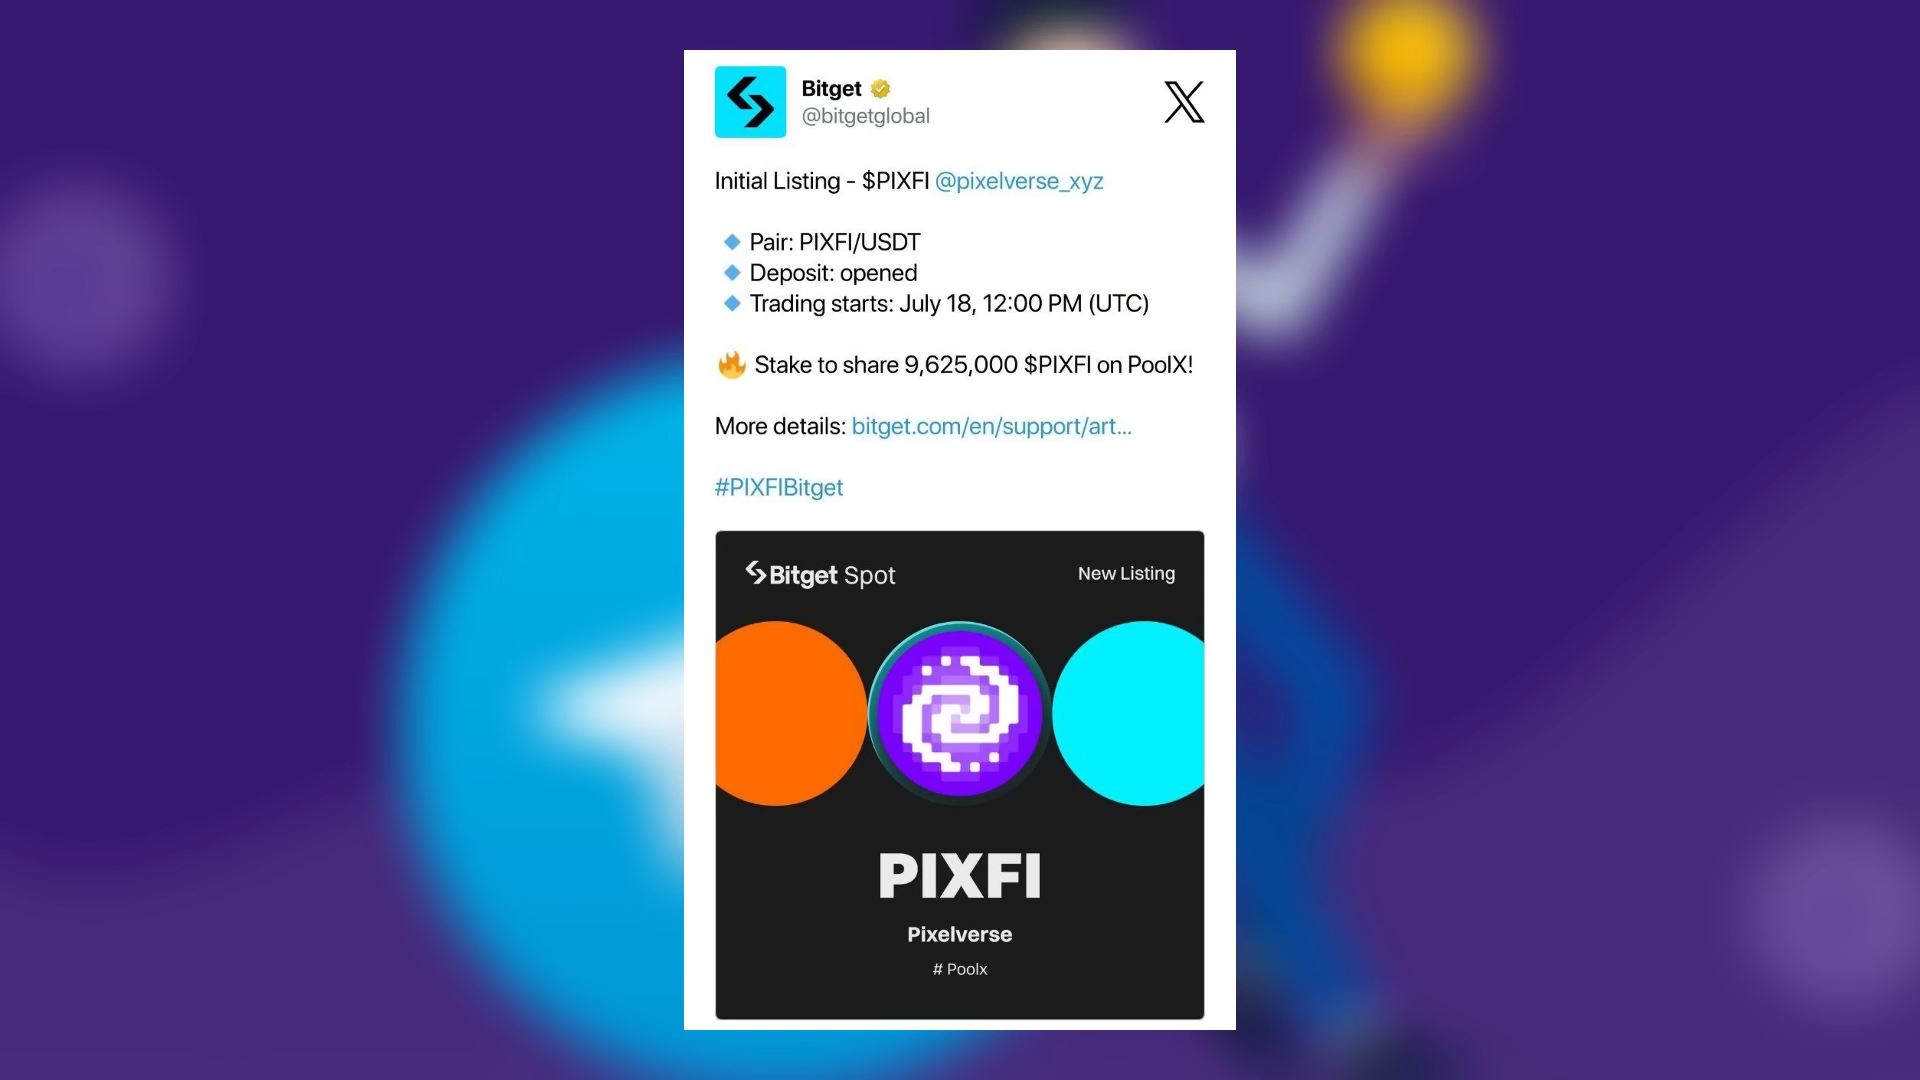 Bitget
@bitgetglobal
Initial Listing - $PIXFI @pixelverse_xyz
Pair: PIXFI/USDT
Deposit: opened
Trading starts: July 18, 12:00 PM (UTC)
Stake to share 9,625,000 $PIXFI on PoolX!
More details: bitget.com/en/support/art...
#PIXFIBitget
Bitget Spot
New Listing
PIXFI
Pixelverse
# Poolx